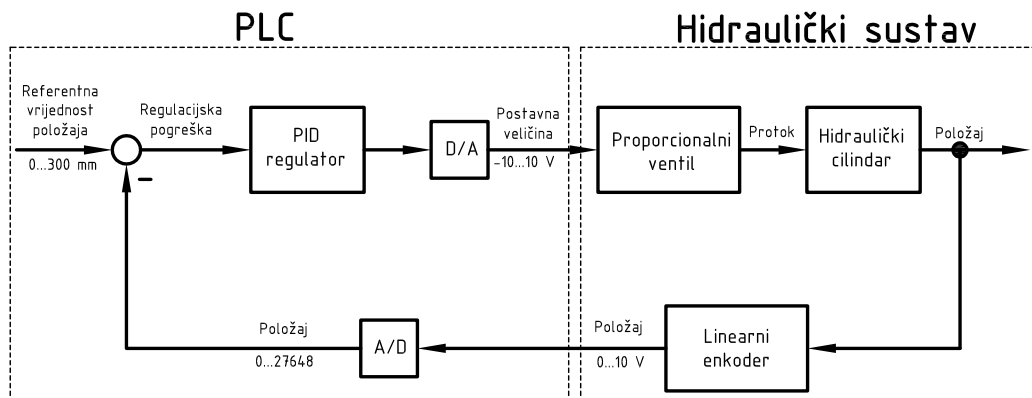 PLC
Hidraulički sustav
Referentna
vrijednost
položaja
0...300 mm
Regulacijska
pogreška
PID
regulator
D/A
Postavna
veličina
-10...10 V
Proporcionalni
ventil
Protok
Hidraulički
cilindar
Položaj
Položaj
0...27648
A/D
Položaj
0...10 V
Linearni
enkoder